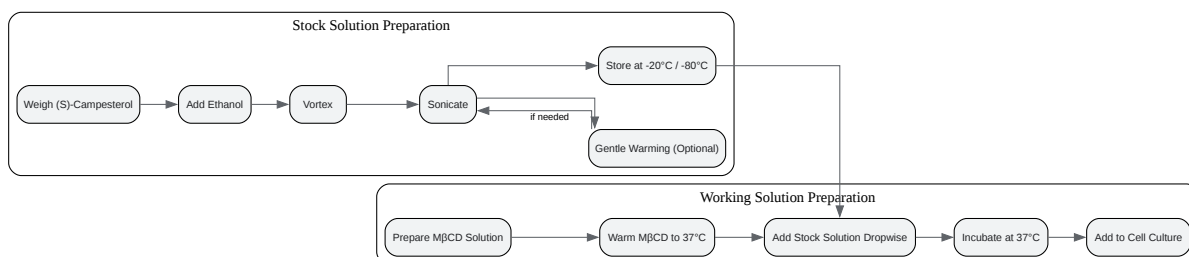 Stock Solution Preparation
Store at -20°C / -80°C
Weigh (S)-Campesterol
Add Ethanol
Vortex
Sonicate
if needed
Gentle Warming (Optional)
Working Solution Preparation
Prepare MβCD Solution
Warm MβCD to 37°C
Add Stock Solution Dropwise
Incubate at 37°C
Add to Cell Culture